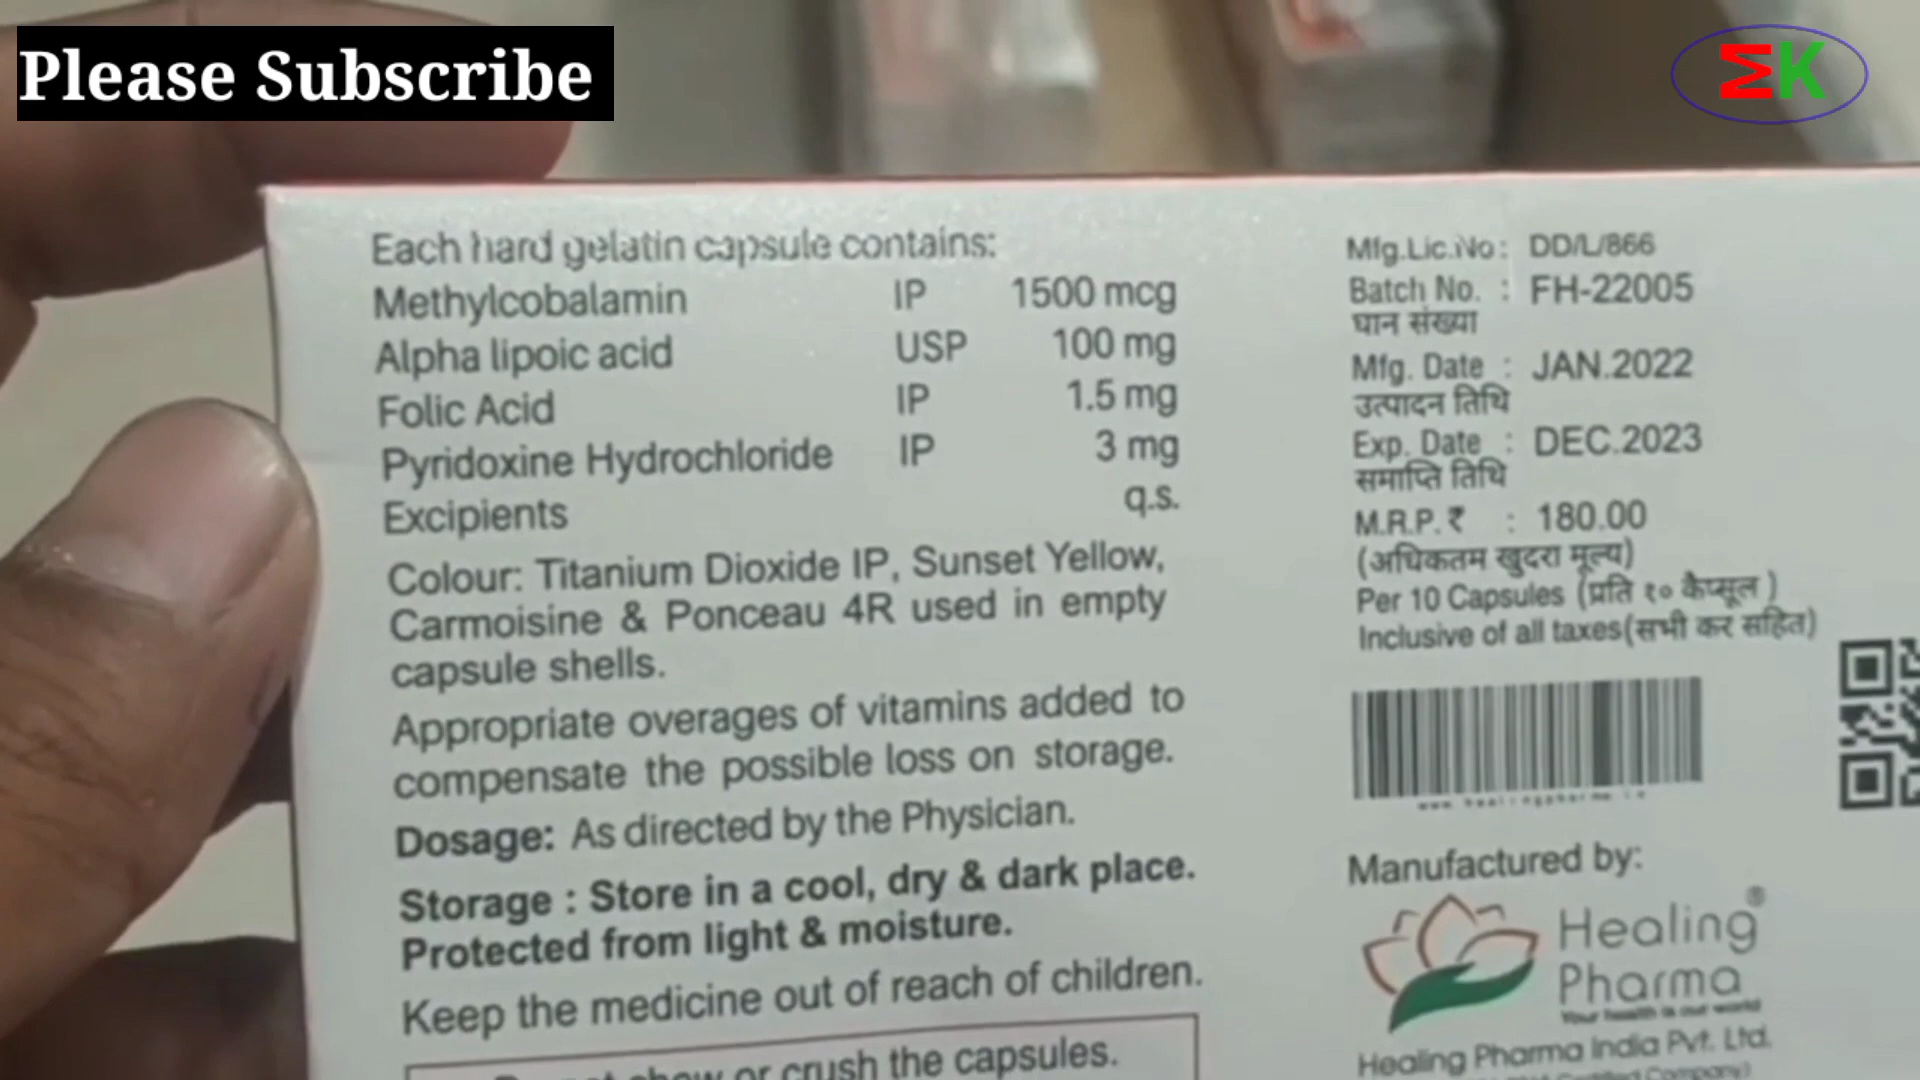 Please Subscribe
MK
Each hard gelatin capsule contains:
Methylcobalamin IP 1500 mcg
Alpha lipoic acid USP 100 mg
Folic Acid IP 1.5 mg
Pyridoxine Hydrochloride IP 3 mg
Excipients q.s.
Colour: Titanium Dioxide IP, Sunset Yellow,
Carmoisine & Ponceau 4R used in empty
capsule shells.
Appropriate overages of vitamins added to
compensate the possible loss on storage.
Dosage: As directed by the Physician.
Storage : Store in a cool, dry & dark place.
Protected from light & moisture.
Keep the medicine out of reach of children.
or crush the capsules.
Mfg.Lic.No: DD/L/866
Batch No. : FH-22005
घान संख्या
Mfg. Date : JAN.2022
उत्पादन तिथि
Exp. Date : DEC.2023
समाप्ति तिथि
M.R.P.₹ : 180.00
(अधिकतम खुदरा मूल्य)
Per 10 Capsules (प्रति १० कैप्सूल )
Inclusive of all taxes(सभी कर सहित)
www.healingpharma.in
Manufactured by:
Healing®
Pharma
Your health is our world
Healing Pharma India Pvt. Ltd.
Certified Company)